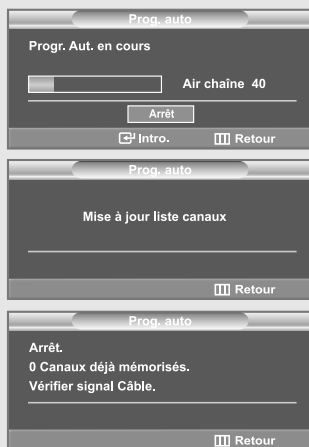 Prog. auto
Progr. Aut. en cours
Air chaîne 40
Arrêt
Intro. Retour
Prog. auto
Mise à jour liste canaux
Retour
Prog. auto
Arrêt.
0 Canaux déjà mémorisés.
Vérifier signal Câble.
Retour